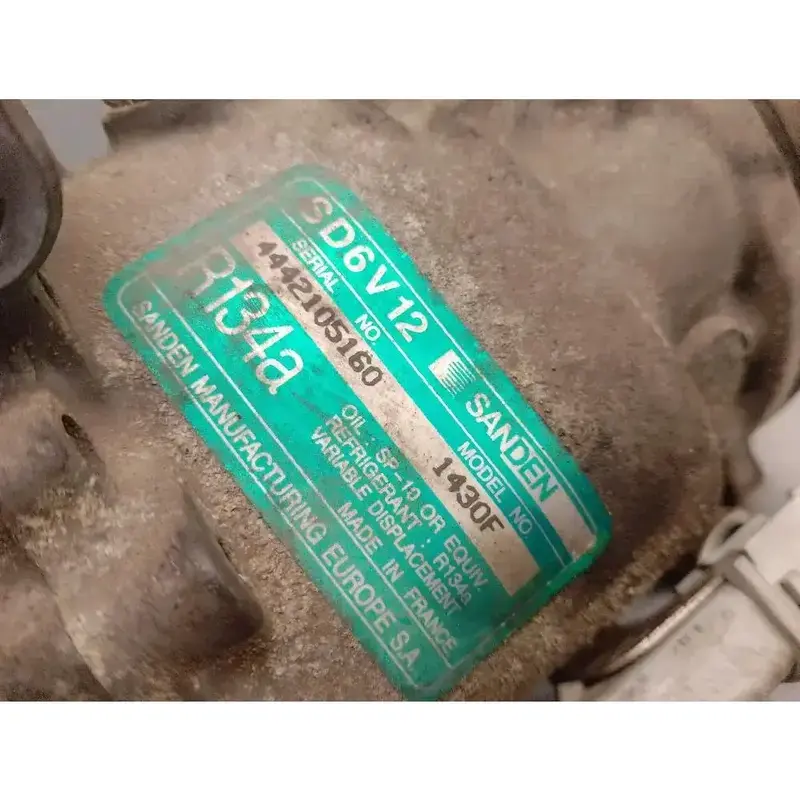 SD6V12 SANDEN
SERIAL NO. MODEL NO.
4442105160 1430F
R134a
OIL : SP-10 OR EQUIV.
REFRIGERANT : R134a
VARIABLE DISPLACEMENT
MADE IN FRANCE
SANDEN MANUFACTURING EUROPE S.A.